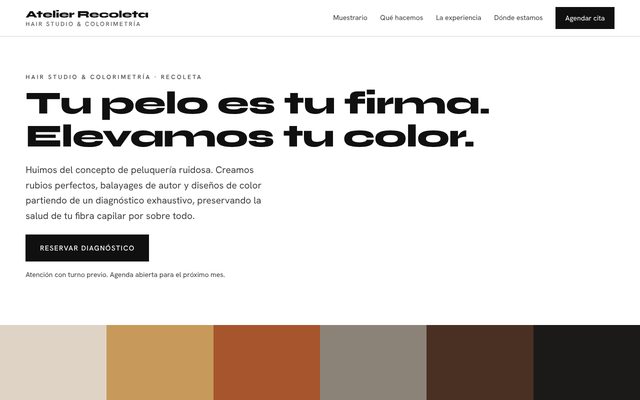 Atelier Recoleta
HAIR STUDIO & COLORIMETRÍA
Muestrario
Qué hacemos
La experiencia
Dónde estamos
Agendar cita
HAIR STUDIO & COLORIMETRÍA · RECOLETA
Tu pelo es tu firma.
Elevamos tu color.
Huimos del concepto de peluquería ruidosa. Creamos
rubios perfectos, balayages de autor y diseños de color
partiendo de un diagnóstico exhaustivo, preservando la
salud de tu fibra capilar por sobre todo.
RESERVAR DIAGNÓSTICO
Atención con turno previo. Agenda abierta para el próximo mes.